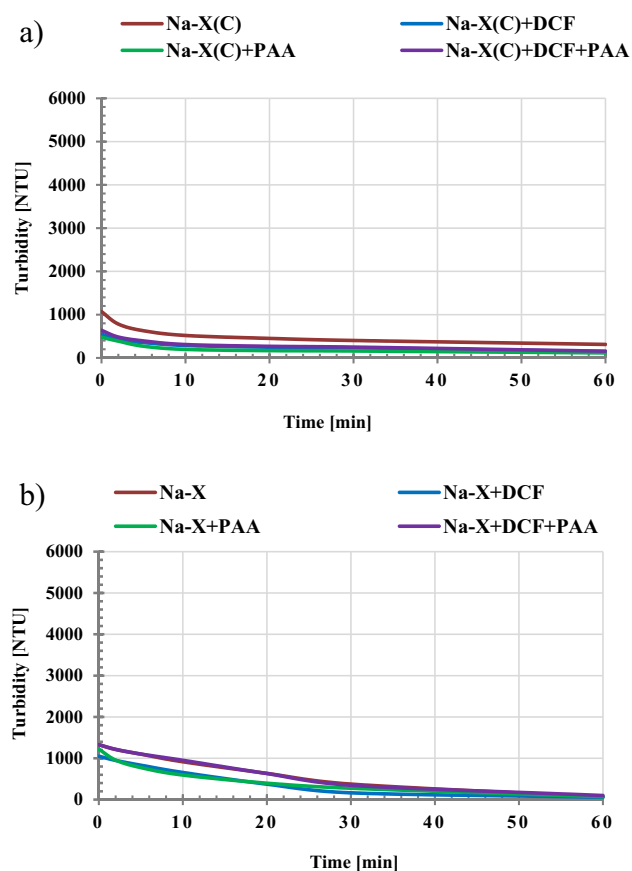 a)
Na-X(C) Na-X(C)+DCF
Na-X(C)+PAA Na-X(C)+DCF+PAA
6000
5000
4000
3000
2000
1000
0
Turbidity [NTU]
0 10 20 30 40 50 60
Time [min]
b)
Na-X Na-X+DCF
Na-X+PAA Na-X+DCF+PAA
6000
5000
4000
3000
2000
1000
0
Turbidity [NTU]
0 10 20 30 40 50 60
Time [min]